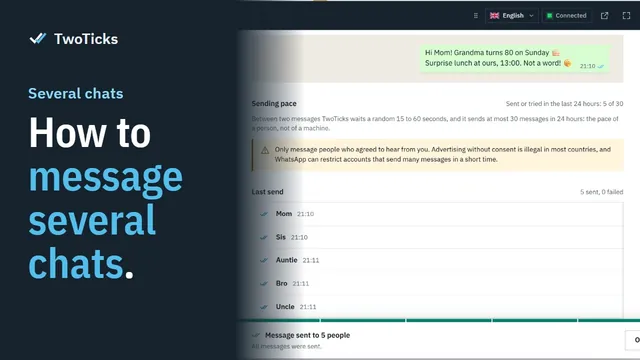 TwoTicks
Several chats
How to
message
several
chats.
English
Connected
Hi Mom! Grandma turns 80 on Sunday
Surprise lunch at ours, 13:00. Not a word!
21:10
Sending pace
Sent or tried in the last 24 hours: 5 of 30
Between two messages TwoTicks waits a random 15 to 60 seconds, and it sends at most 30 messages in 24 hours: the pace
of a person, not of a machine.
Only message people who agreed to hear from you. Advertising without consent is illegal in most countries, and
WhatsApp can restrict accounts that send many messages in a short time.
Last send
5 sent, 0 failed
Mom 21:10
Sis 21:10
Auntie 21:11
Bro 21:11
Uncle 21:11
Message sent to 5 people
All messages were sent.